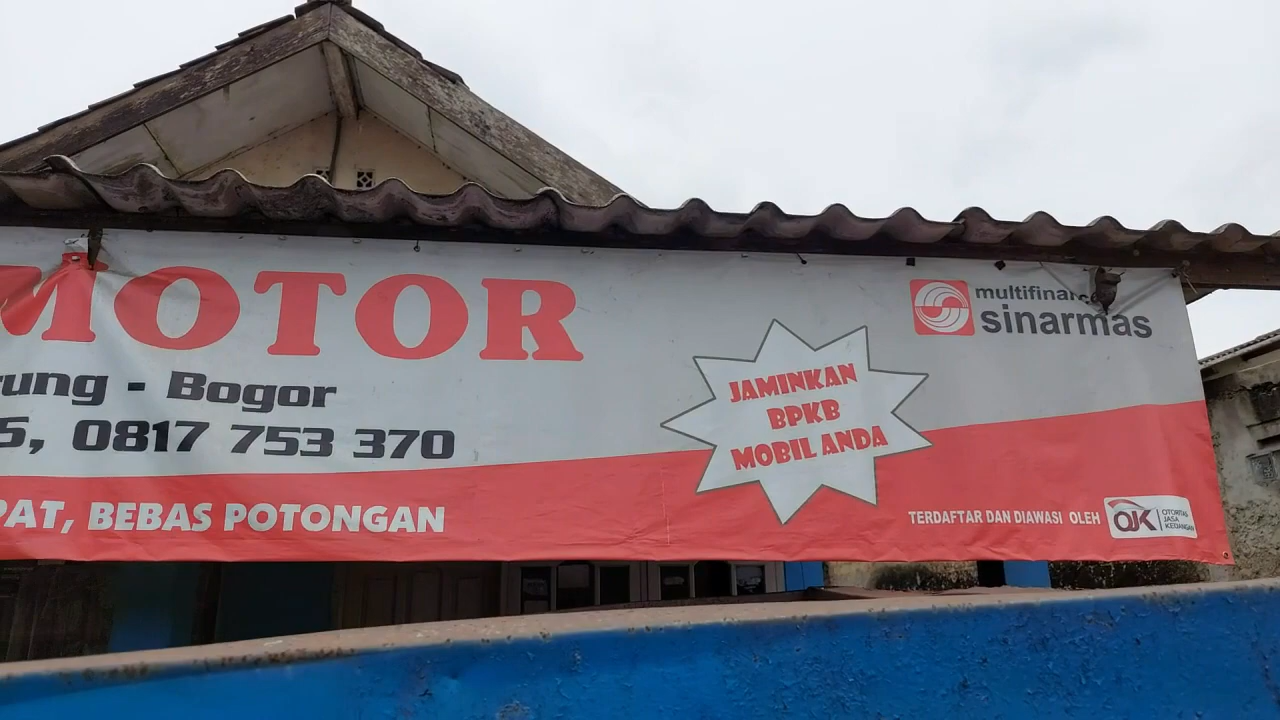 MOTOR
rung - Bogor
5, 0817 753 370
PAT, BEBAS POTONGAN
JAMINKAN
BPKB
MOBIL ANDA
multifinance
sinarmas
TERDAFTAR DAN DIAWASI OLEH
OJK
OTORITAS
JASA
KEUANGAN